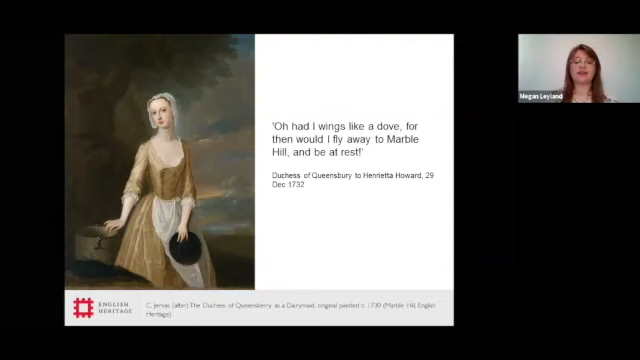 Megan Leyland
'Oh had I wings like a dove, for
then would I fly away to Marble
Hill, and be at rest!'
Duchess of Queensbury to Henrietta Howard, 29
Dec 1732
ENGLISH
HERITAGE
C. Jervas (after) The Duchess of Queensberry as a Dairymaid, original painted c. 1730 (Marble Hill, English
Heritage)